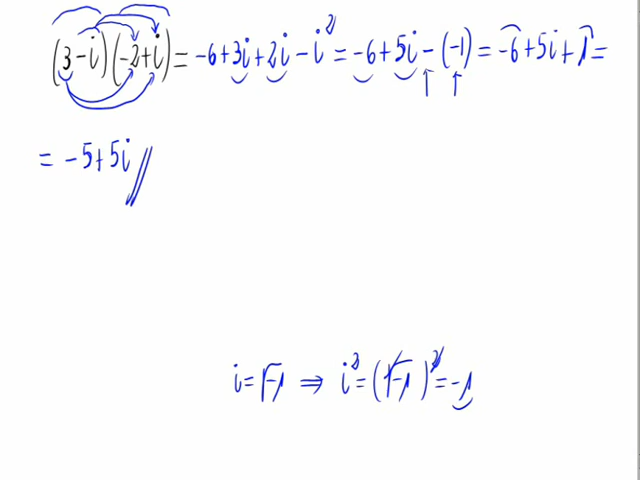 (3-i)(-2+i)=-6+3i+2i-i²=-6+5i-(-1)=-6+5i+1=
=-5+5i
i=√-1 ⇒ i²=(√-1)²=-1